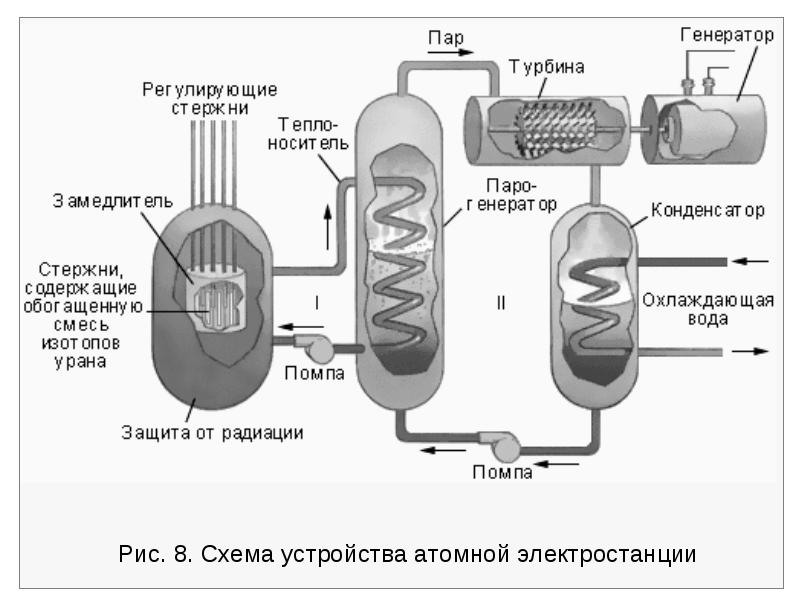 Пар
Генератор
Турбина
Регулирующие
стержни
Тепло-
носитель
Замедлитель
Паро-
генератор
Конденсатор
Стержни,
содержащие
обогащенную
смесь
изотопов
урана
I
II
Охлаждающая
вода
Помпа
Защита от радиации
Помпа
Рис. 8. Схема устройства атомной электростанции